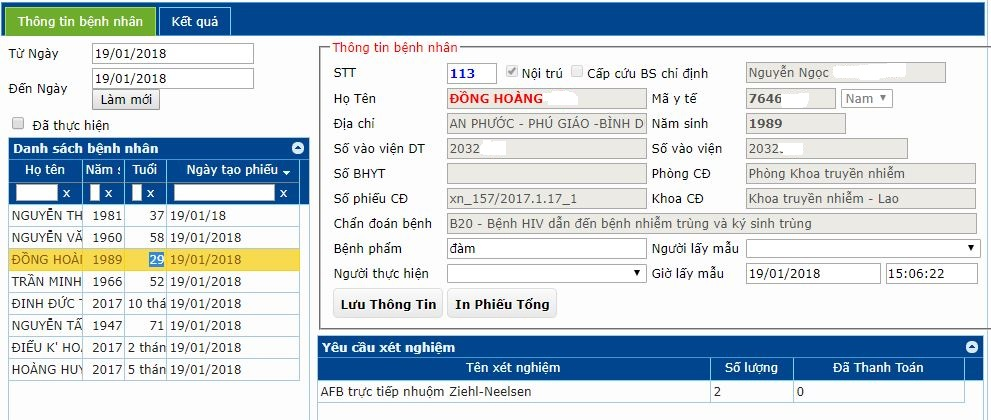 Thông tin bệnh nhân Kết quả
Từ Ngày 19/01/2018
Đến Ngày 19/01/2018
Làm mới
Đã thực hiện
Danh sách bệnh nhân
Họ tên Năm s Tuổi Ngày tạo phiếu
x x x x
NGUYỄN TH 1981 37 19/01/18
NGUYỄN VĂ 1960 58 19/01/2018
ĐỒNG HOÀI 1989 29 19/01/2018
TRẦN MINH 1966 52 19/01/2018
ĐINH ĐỨC T 2017 10 thá 19/01/2018
NGUYỄN TẤ 1947 71 19/01/2018
ĐIỂU K' HO 2017 2 thán 19/01/2018
HOÀNG HUY 2017 5 thán 19/01/2018
Thông tin bệnh nhân
STT 113 Nội trú Cấp cứu BS chỉ định Nguyễn Ngọc
Họ Tên ĐỒNG HOÀNG Mã y tế 7646 Nam
Địa chỉ AN PHƯỚC - PHÚ GIÁO -BÌNH D Năm sinh 1989
Số vào viện DT 2032 Số vào viện 2032
Số BHYT Phòng CĐ Phòng Khoa truyền nhiễm
Số phiếu CĐ xn_157/2017.1.17_1 Khoa CĐ Khoa truyền nhiễm - Lao
Chẩn đoán bệnh B20 - Bệnh HIV dẫn đến bệnh nhiễm trùng và ký sinh trùng
Bệnh phẩm đàm Người lấy mẫu
Người thực hiện Giờ lấy mẫu 19/01/2018 15:06:22
Lưu Thông Tin In Phiếu Tổng
Yêu cầu xét nghiệm
Tên xét nghiệm Số lượng Đã Thanh Toán
AFB trực tiếp nhuộm Ziehl-Neelsen 2 0